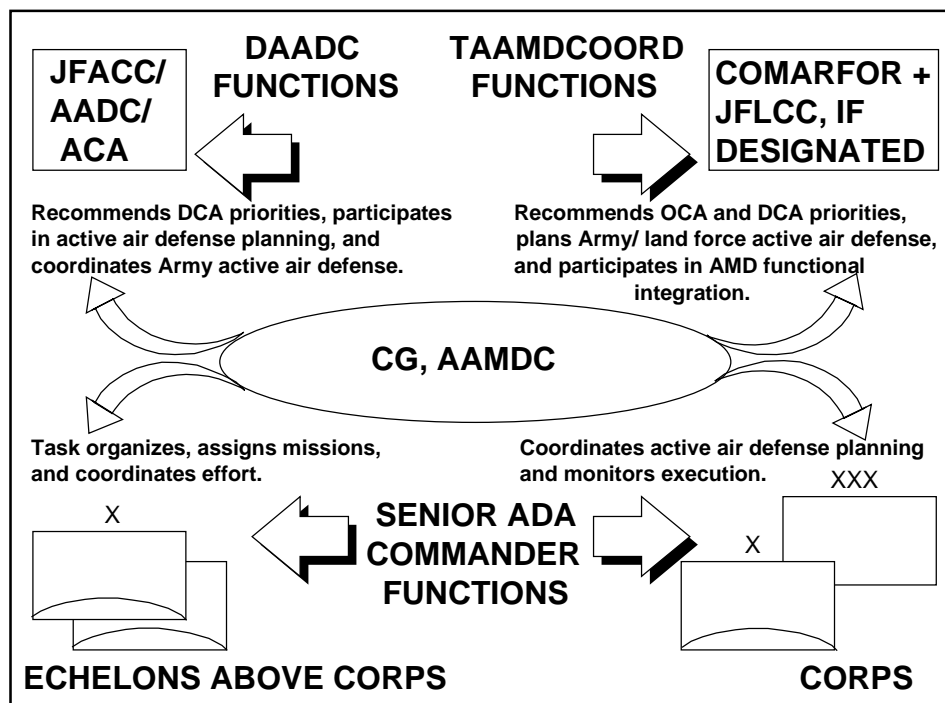 JFACC/
AADC/
ACA
DAADC
FUNCTIONS
TAAMDCOORD
FUNCTIONS
COMARFOR +
JFLCC, IF
DESIGNATED
Recommends DCA priorities, participates
in active air defense planning, and
coordinates Army active air defense.
Recommends OCA and DCA priorities,
plans Army/ land force active air defense,
and participates in AMD functional
integration.
CG, AAMDC
Task organizes, assigns missions,
and coordinates effort.
Coordinates active air defense planning
and monitors execution.
X
SENIOR ADA
COMMANDER
FUNCTIONS
XXX
X
ECHELONS ABOVE CORPS
CORPS